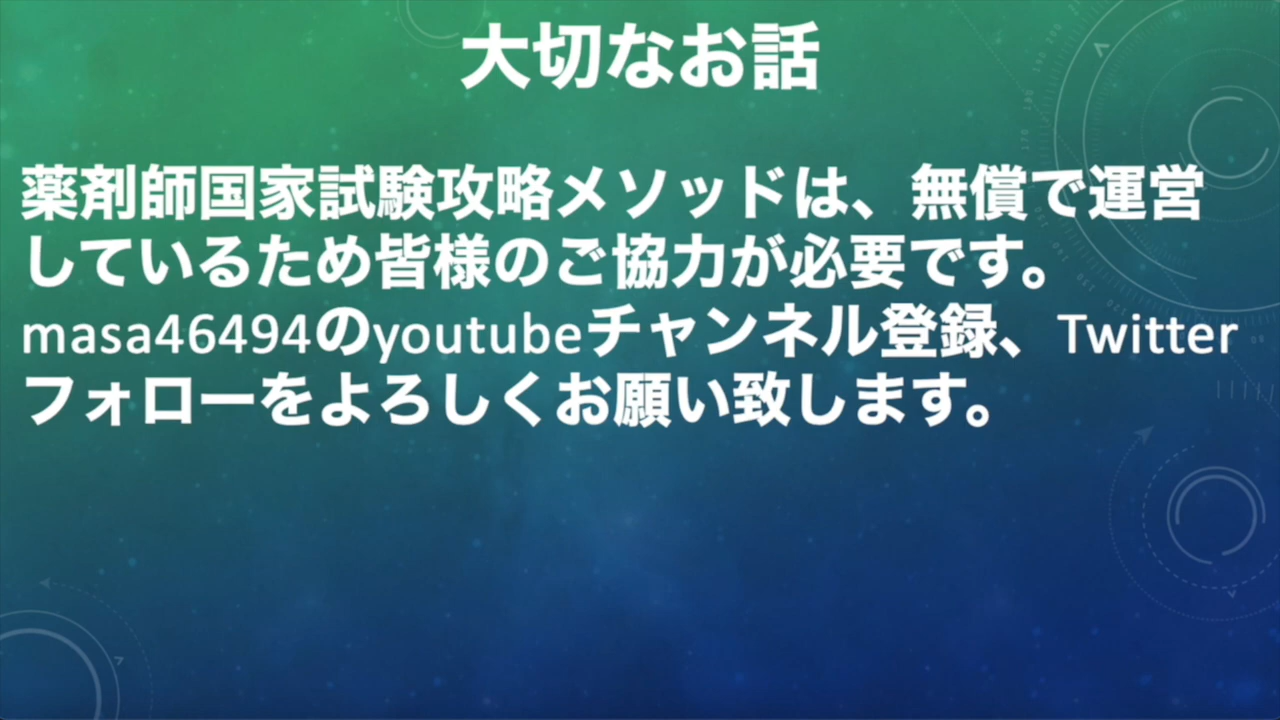 大切なお話
薬剤師国家試験攻略メソッドは、無償で運営
しているため皆様のご協力が必要です。
masa46494のyoutubeチャンネル登録、Twitter
フォローをよろしくお願い致します。